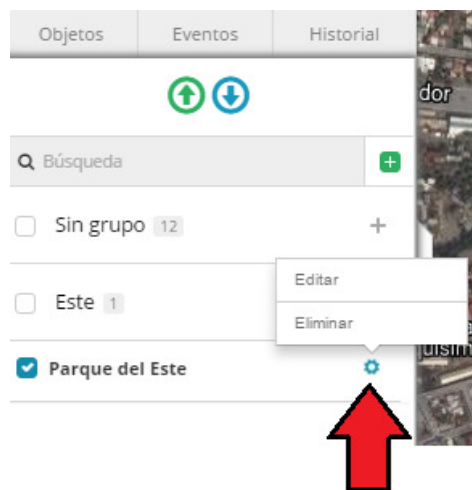 Objetos Eventos Historial
dor
Búsqueda
Sin grupo 12
Editar
Este 1
Eliminar
Parque del Este